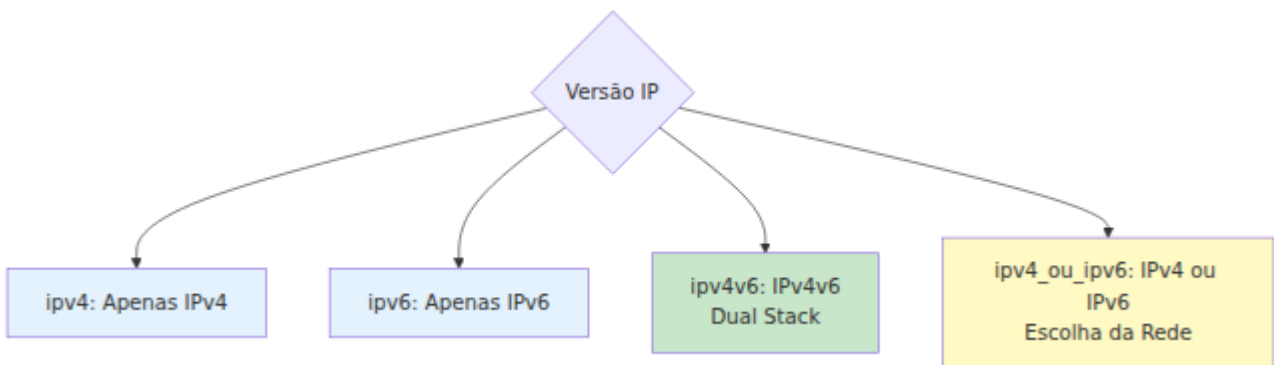 Versão IP
ipv4: Apenas IPv4
ipv6: Apenas IPv6
ipv4v6: IPv4v6
Dual Stack
ipv4_ou_ipv6: IPv4 ou
IPv6
Escolha da Rede